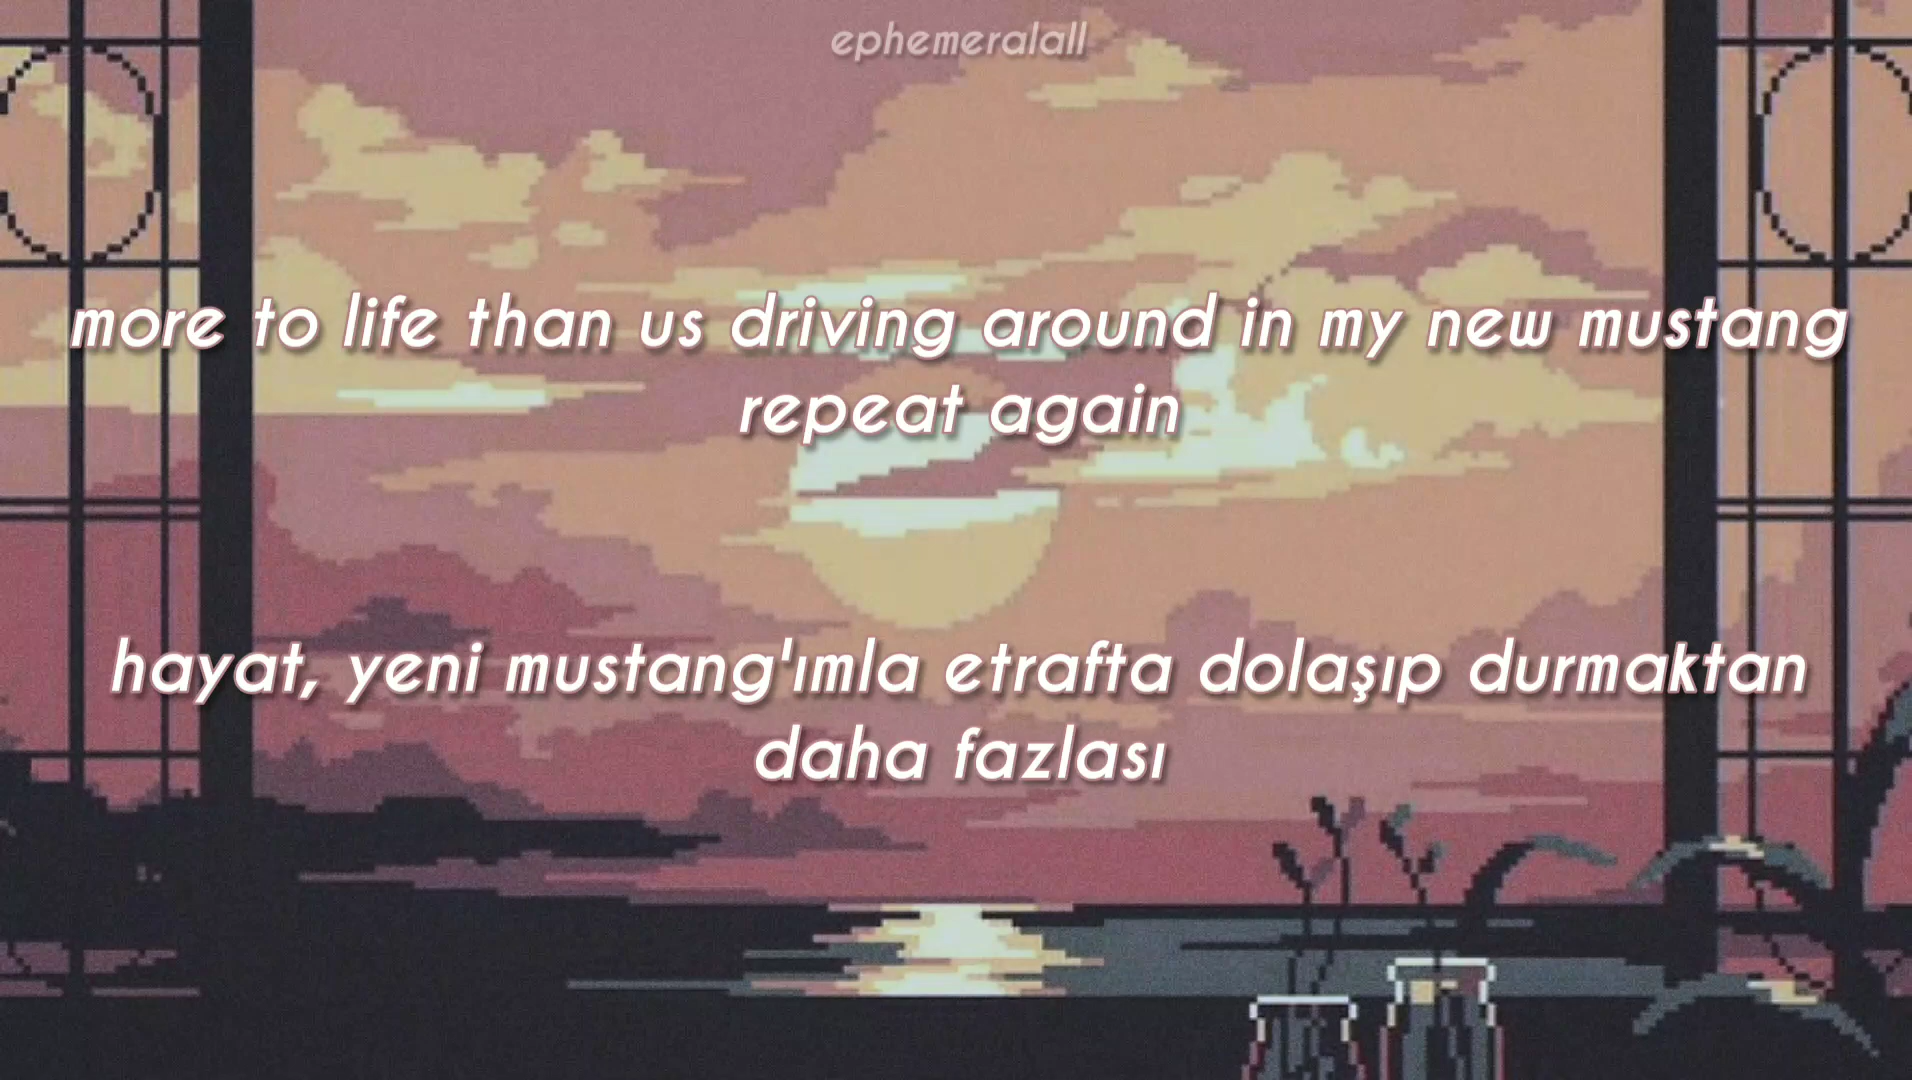 ephemeralall
more to life than us driving around in my new mustang
repeat again
hayat, yeni mustang'ımla etrafta dolaşıp durmaktan
daha fazlası